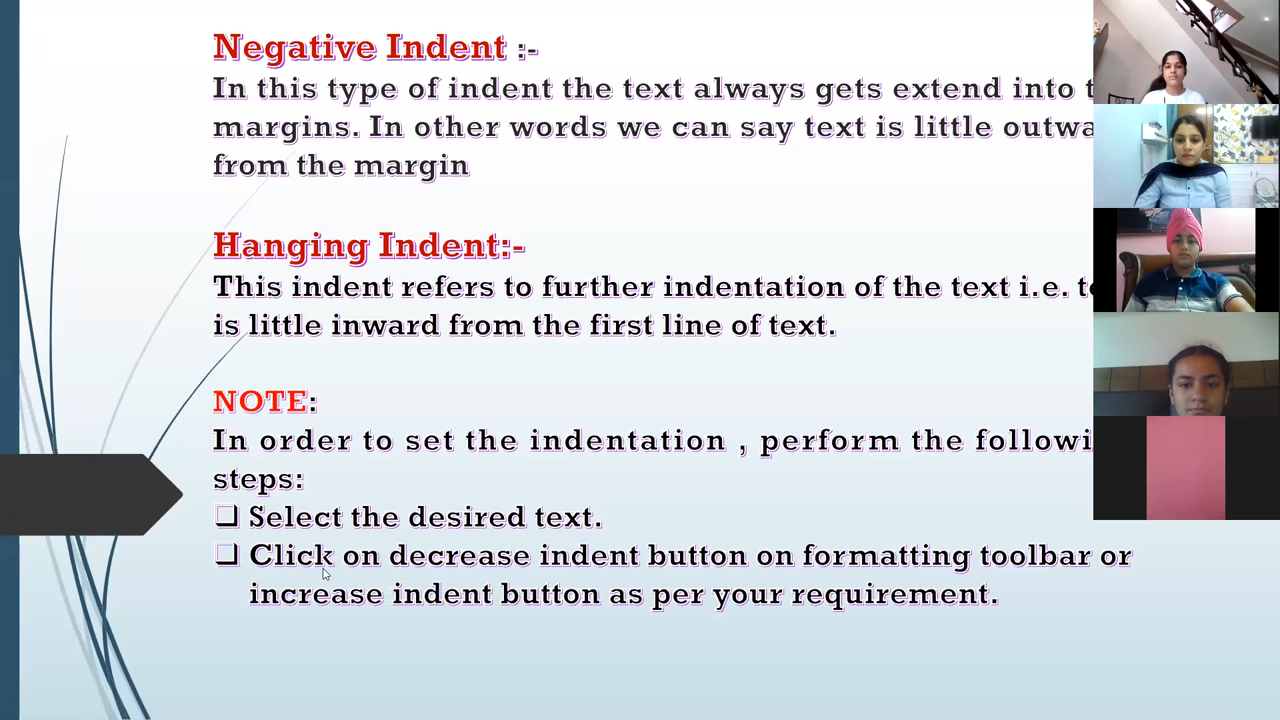 Negative Indent :-
In this type of indent the text always gets extend into
margins. In other words we can say text is little
from the margin
Hanging Indent:-
This indent refers to further indentation of the text i.e.
is little inward from the first line of text.
NOTE:
In order to set the indentation , perform the
steps:
❑ Select the desired text.
❑ Click on decrease indent button on formatting toolbar or
increase indent button as per your requirement.